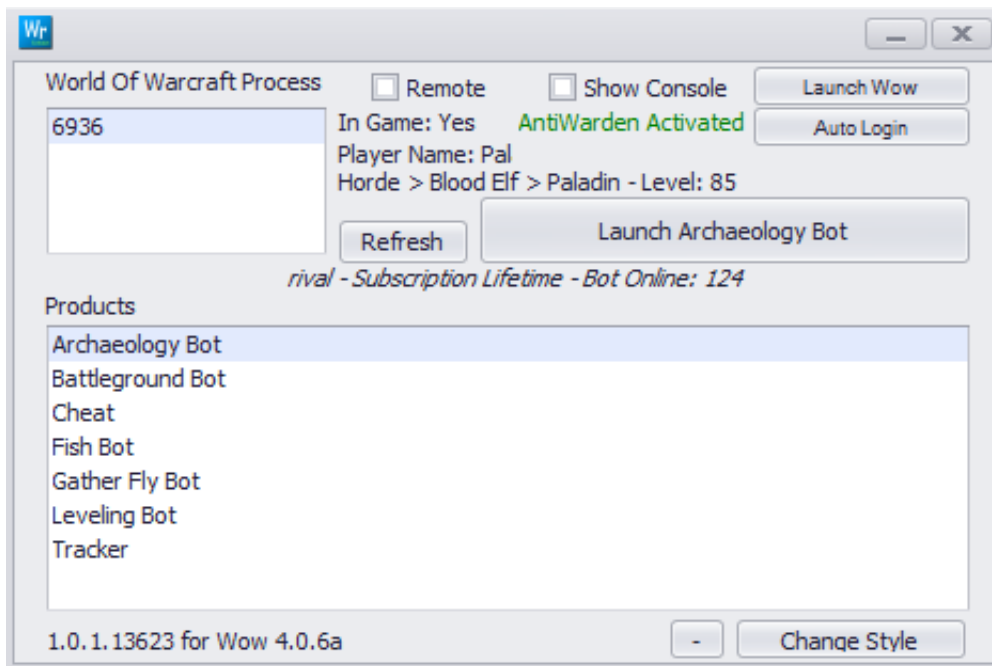 Wr
World Of Warcraft Process
Remote
Show Console
Launch Wow
6936
In Game: Yes
AntiWarden Activated
Auto Login
Player Name: Pal
Horde > Blood Elf > Paladin - Level: 85
Refresh
Launch Archaeology Bot
rival - Subscription Lifetime - Bot Online: 124
Products
Archaeology Bot
Battleground Bot
Cheat
Fish Bot
Gather Fly Bot
Leveling Bot
Tracker
1.0.1.13623 for Wow 4.0.6a
-
Change Style